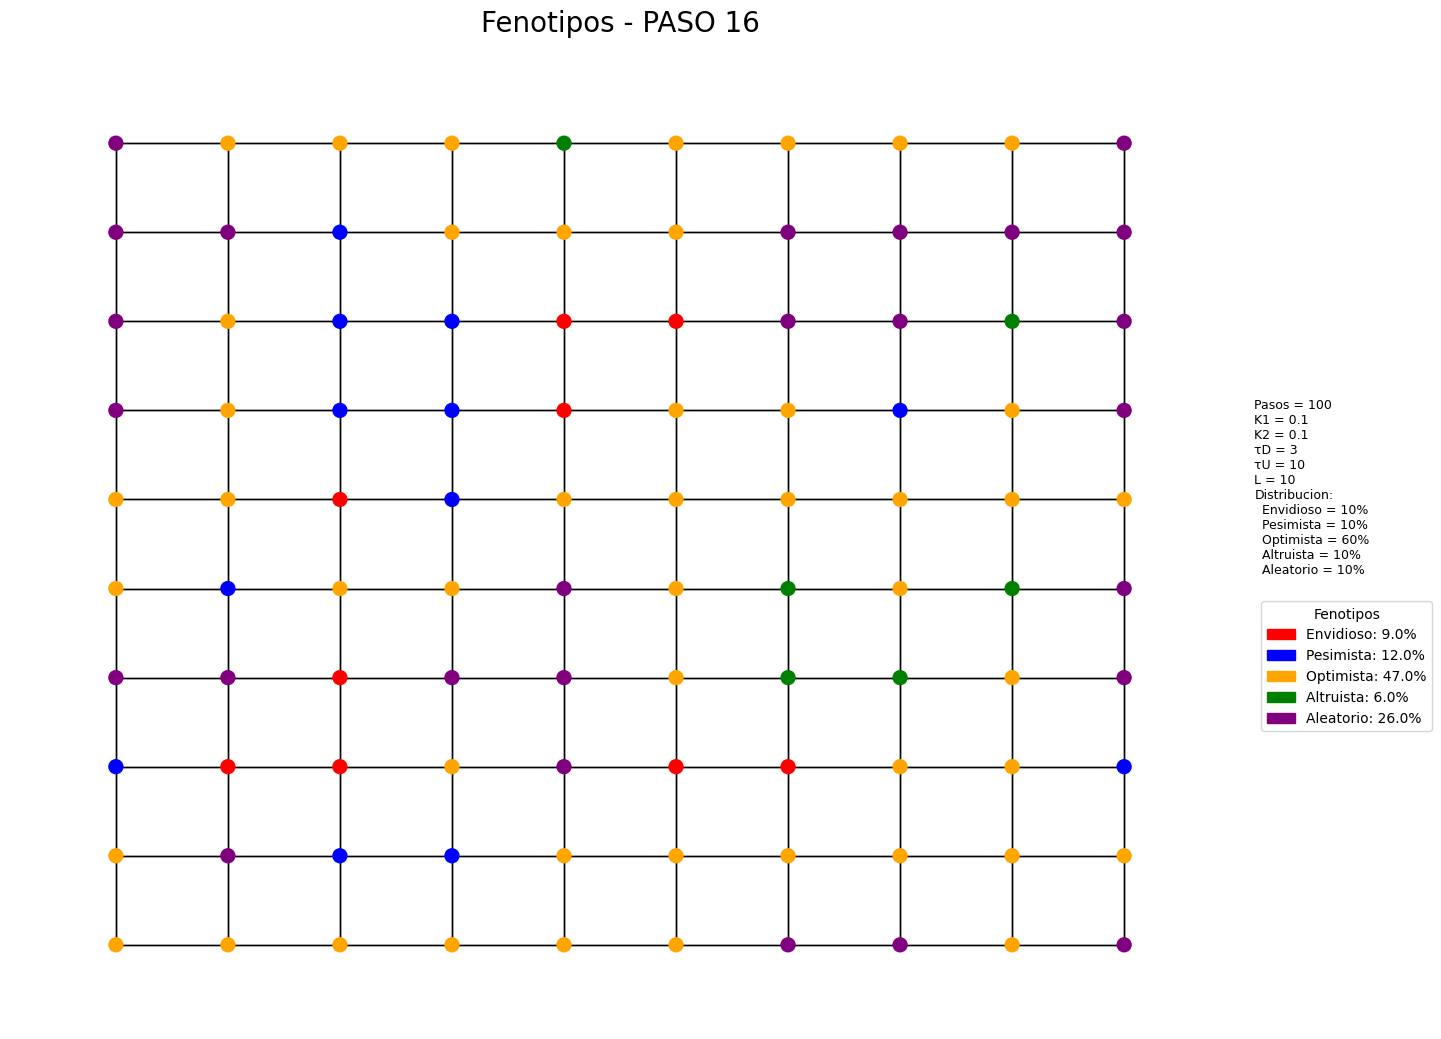 Fenotipos - PASO 16
Pasos = 100
K1 = 0.1
K2 = 0.1
τD = 3
τU = 10
L = 10
Distribucion:
Envidioso = 10%
Pesimista = 10%
Optimista = 60%
Altruista = 10%
Aleatorio = 10%
Fenotipos
Envidioso: 9.0%
Pesimista: 12.0%
Optimista: 47.0%
Altruista: 6.0%
Aleatorio: 26.0%